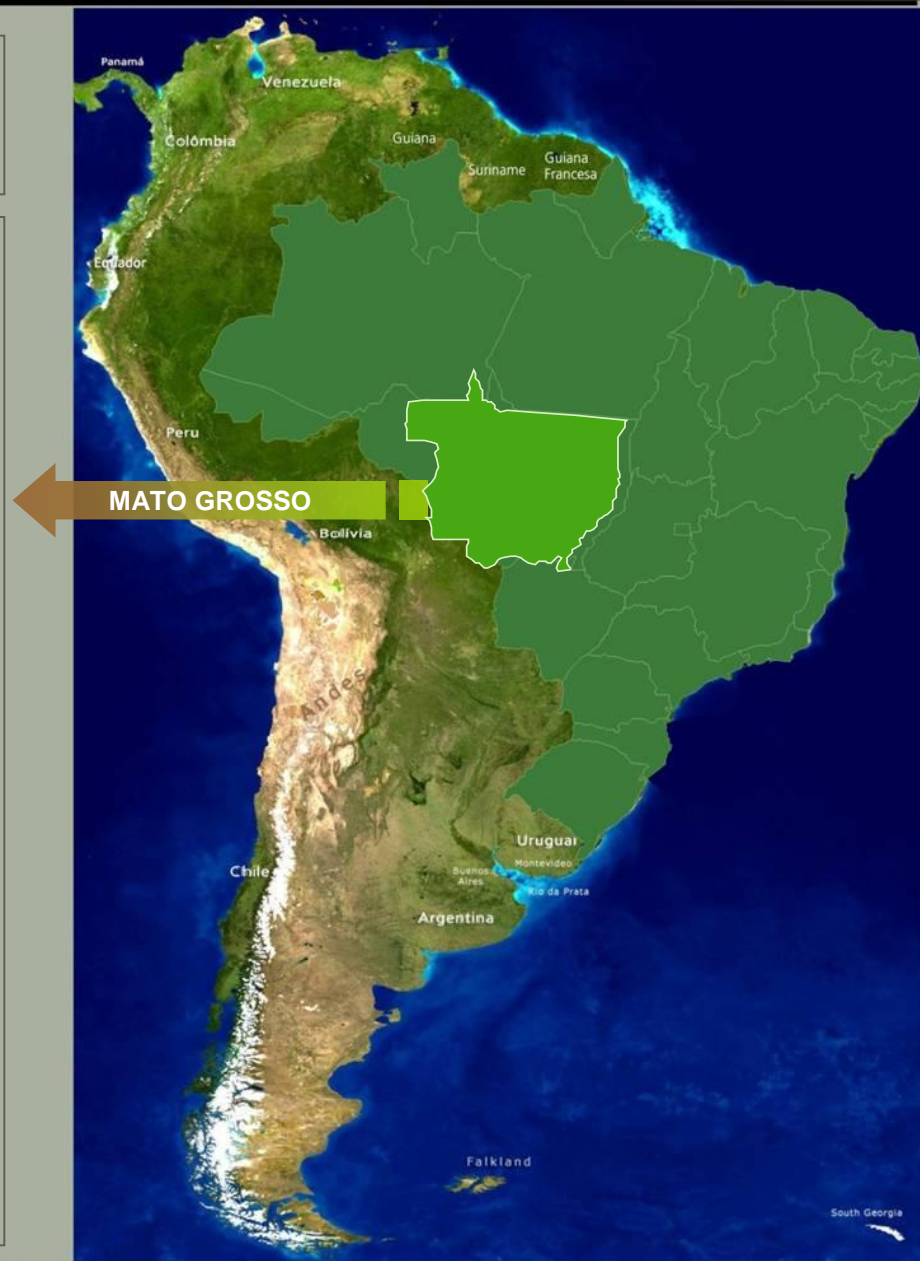 Panamá
Venezuela
Colômbia
Guiana
Suriname
Guiana
Francesa
Equador
Peru
MATO GROSSO
Bolívia
Andes
Uruguai
Chile
Buenos
Aires
Montevideo
Rio da Prata
Argentina
Falkland
South Georgia